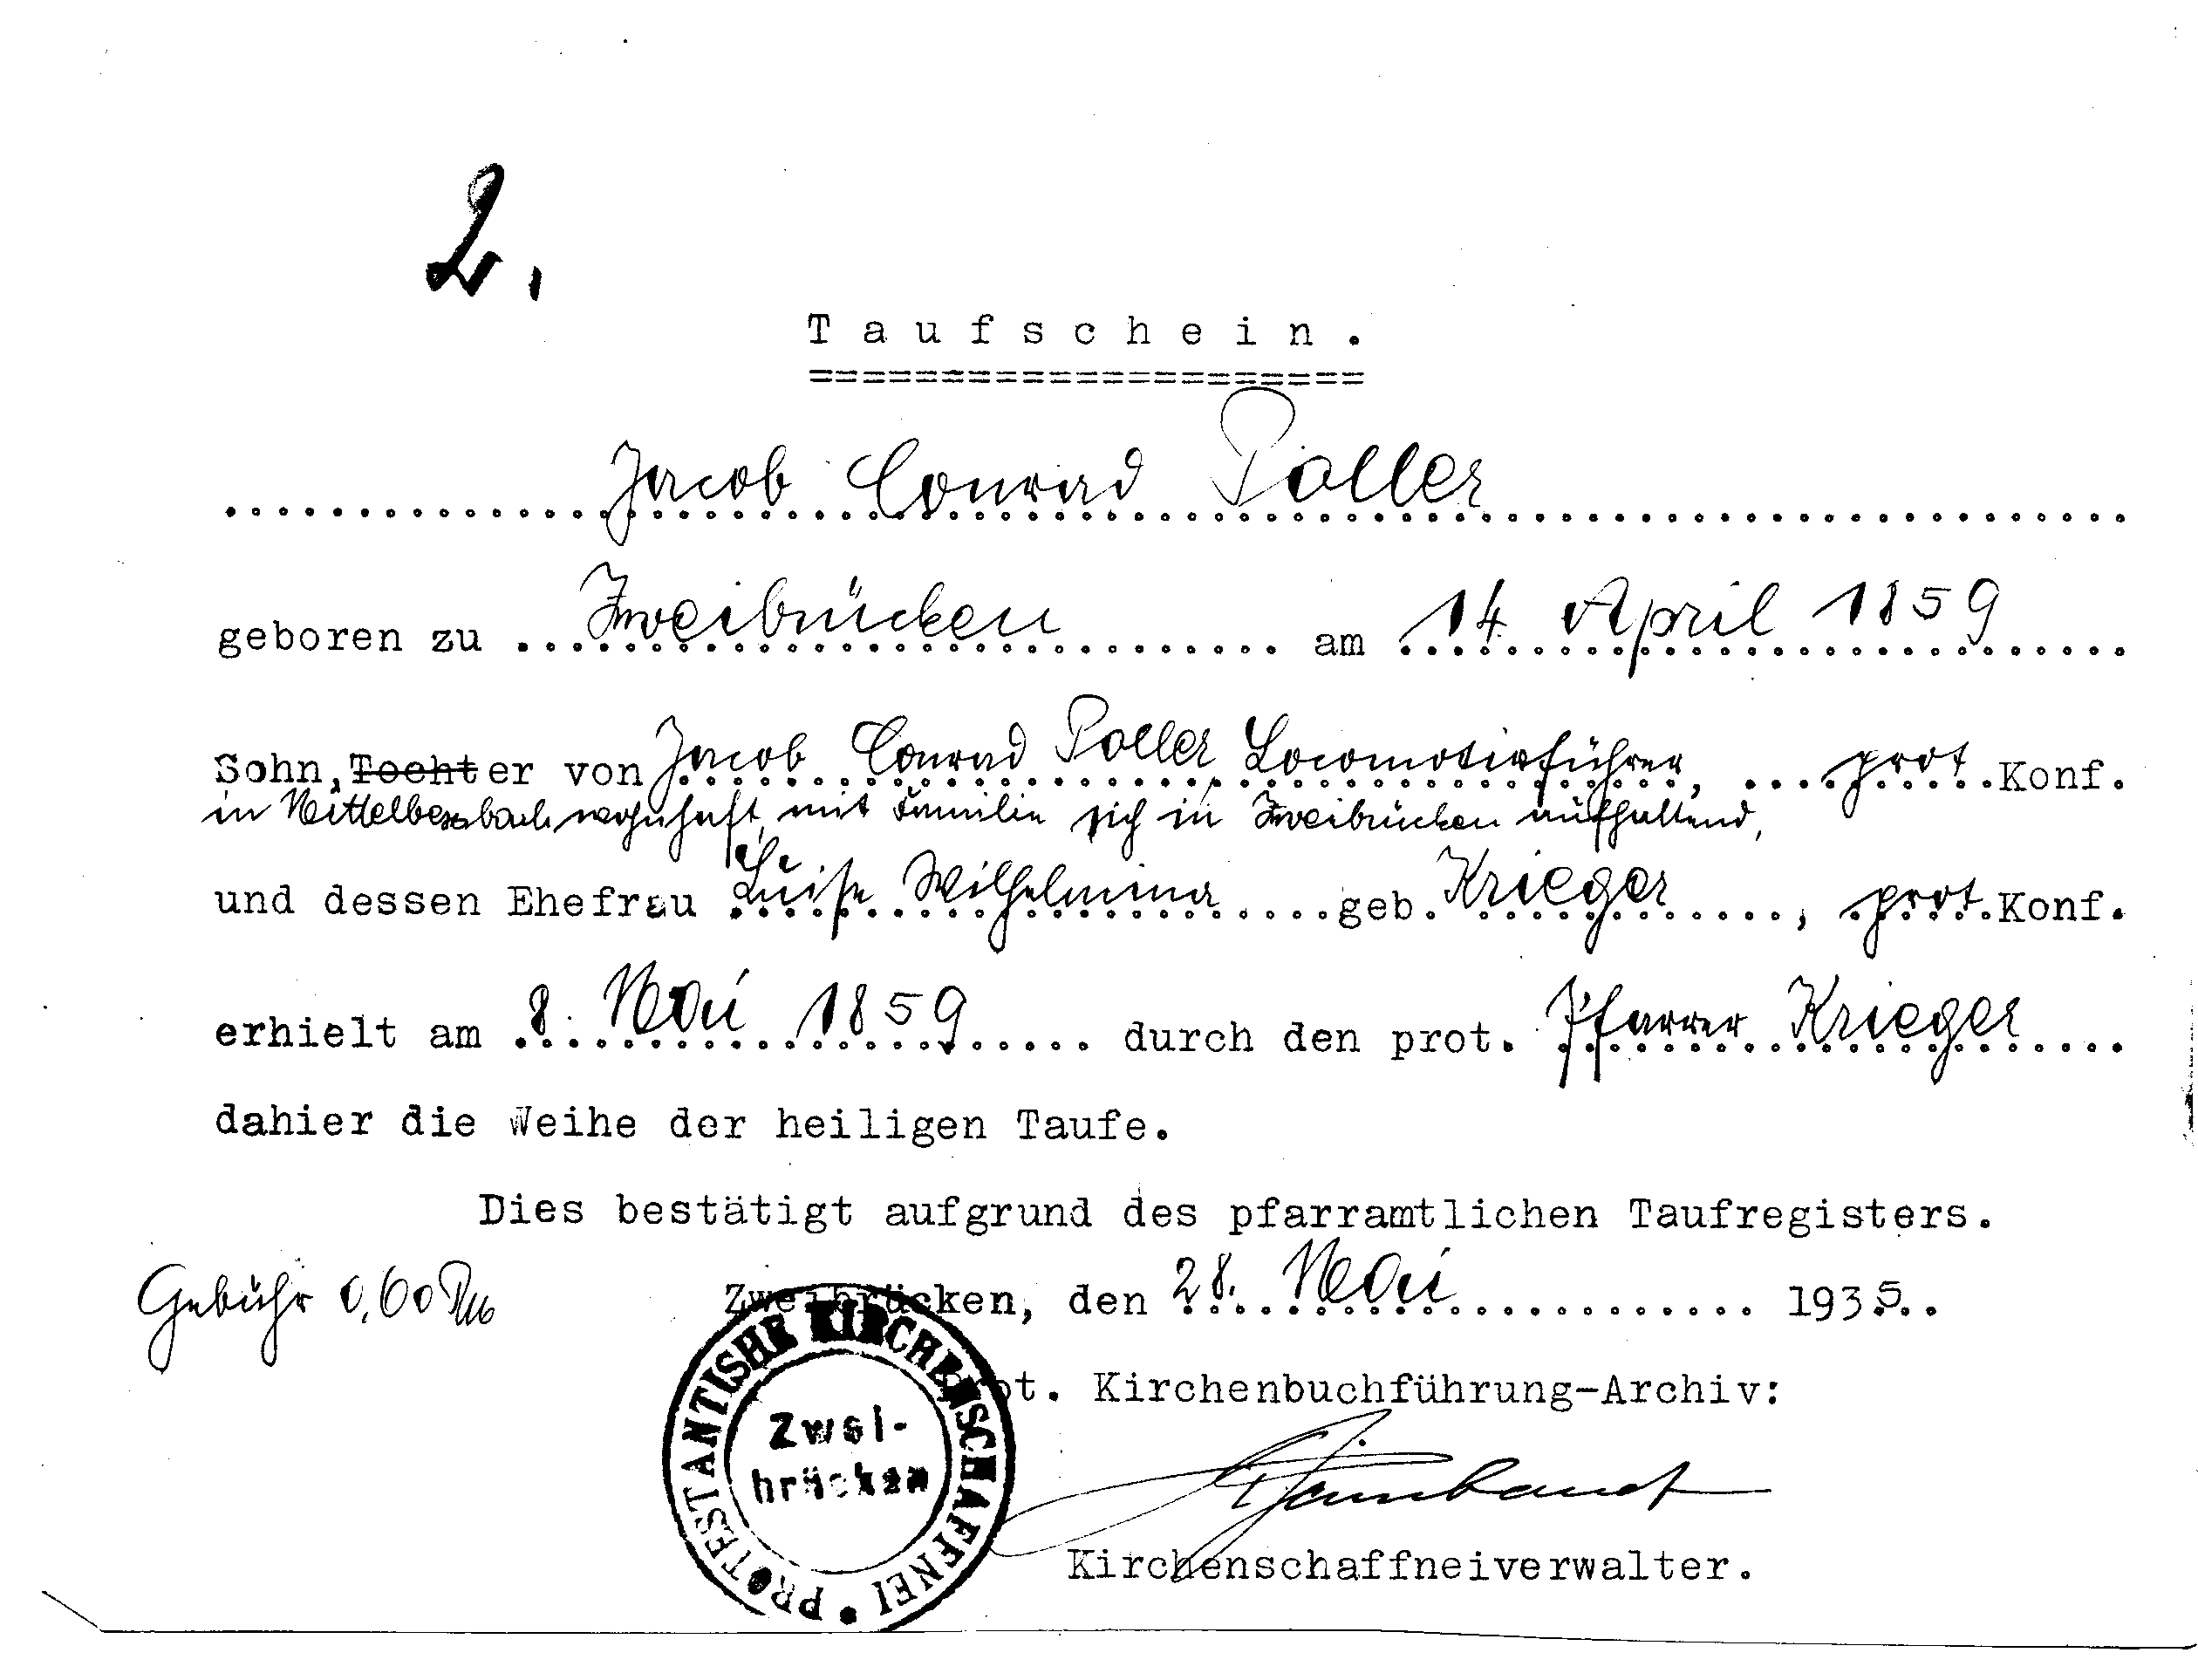 2.
Taufschein.
=====================
Jacob Conrad Poller
geboren zu Zweibrücken am 14. April 1859
Sohn, Tochter von Jacob Conrad Poller, Locomotivführer, prot. Konf.
in Mittelbexbach wohnhaft, mit Familie sich in Zweibrücken aufhaltend,
und dessen Ehefrau Luise Wilhelmina geb. Krieger, prot. Konf.
erhielt am 8. Mai 1859 durch den prot. Pfarrer Krieger
dahier die Weihe der heiligen Taufe.
Dies bestätigt aufgrund des pfarramtlichen Taufregisters.
Gebühr 0,60 Rm
Zweibrücken, den 28. Mai 1935.
Prot. Kirchenbuchführung-Archiv:
Kirchenschaffneiverwalter.
PROTESTANTISHE KIRCHENSCHAFFNEI
Zwei-
brücken